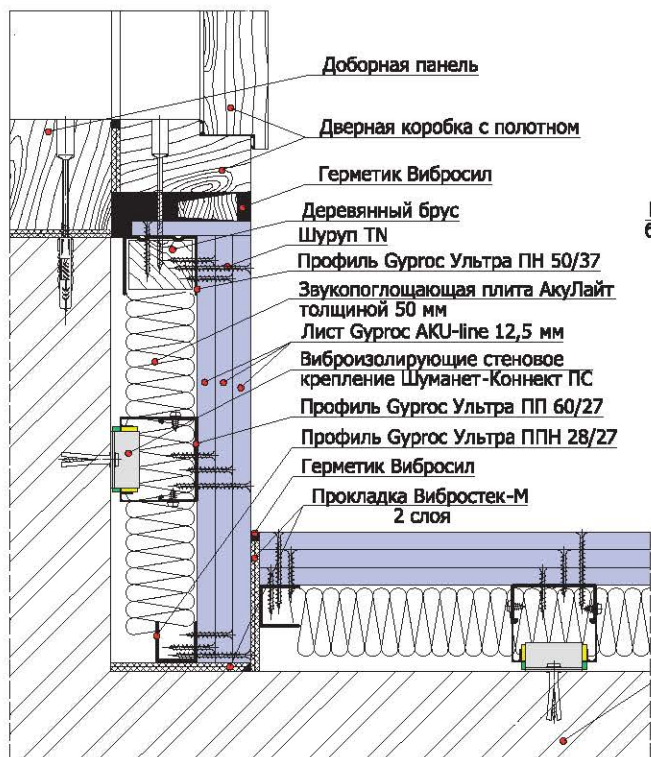 Доборная панель
Дверная коробка с полотном
Герметик Вибросил
Деревянный брус
Шуруп TN
Профиль Gyproc Ультра ПН 50/37
Звукопоглощающая плита АкуЛайт
толщиной 50 мм
Лист Gyproc AKU-line 12,5 мм
Виброизолирующие стеновое
крепление Шуманет-Коннект ПС
Профиль Gyproc Ультра ПП 60/27
Профиль Gyproc Ультра ППН 28/27
Герметик Вибросил
Прокладка Вибростек-М
2 слоя